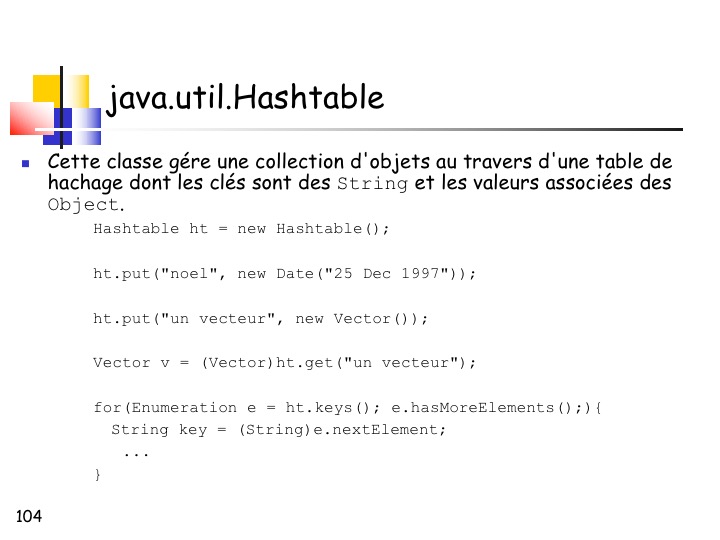 java.util.Hashtable
Cette classe gére une collection d'objets au travers d'une table de
hachage dont les clés sont des String et les valeurs associées des
Object.
Hashtable ht = new Hashtable();
ht.put("noel", new Date("25 Dec 1997"));
ht.put("un vecteur", new Vector());
Vector v = (Vector)ht.get("un vecteur");
for(Enumeration e = ht.keys(); e.hasMoreElements();){
String key = (String)e.nextElement;
...
}
104